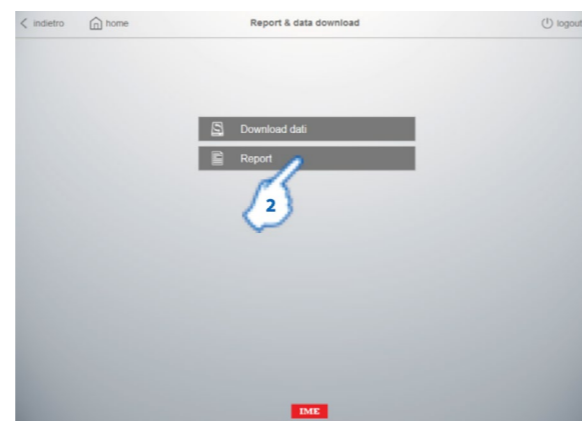 indietro home Report & data download logout
Download dati
Report
2
IME